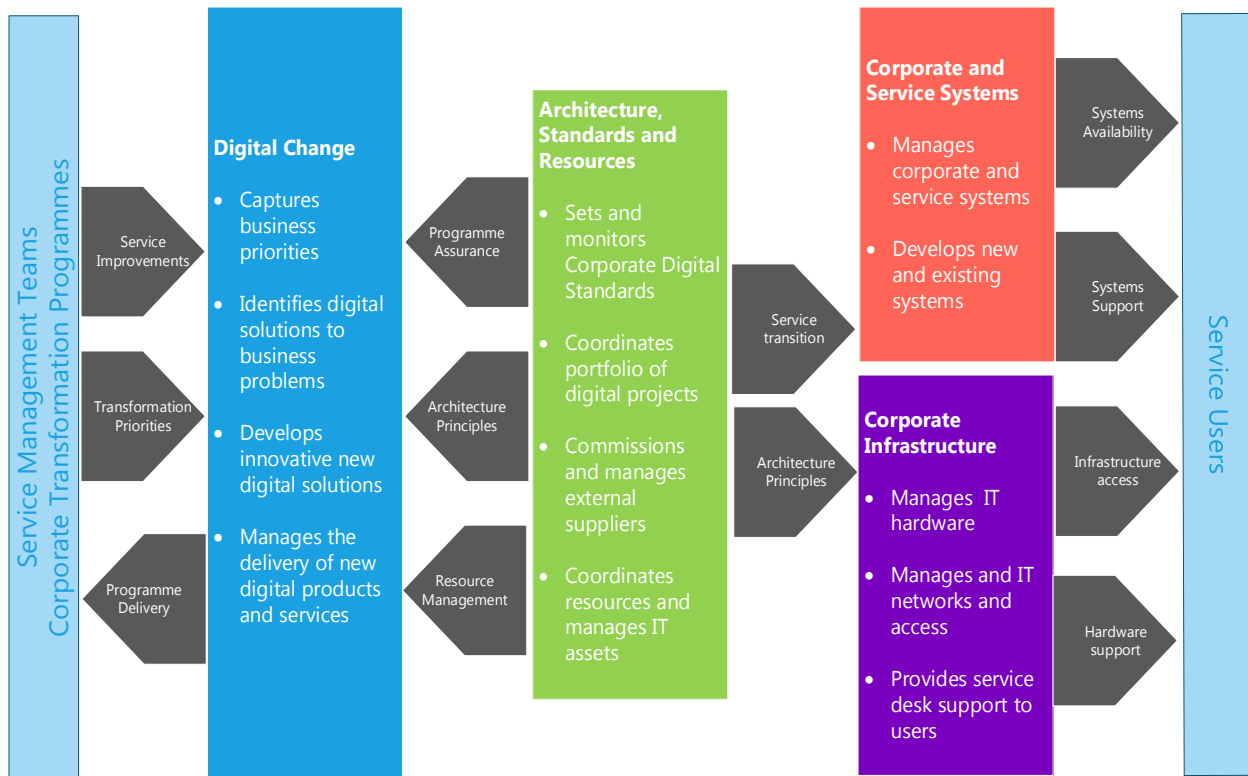 Service Management Teams
Corporate Transformation Programmes
Service
Improvements
Transformation
Priorities
Programme
Delivery
Digital Change
• Captures
business
priorities
• Identifies digital
solutions to
business
problems
• Develops
innovative new
digital solutions
• Manages the
delivery of new
digital products
and services
Programme
Assurance
Architecture
Principles
Resource
Management
Architecture,
Standards and
Resources
• Sets and
monitors
Corporate Digital
Standards
• Coordinates
portfolio of
digital projects
• Commissions
and manages
external
suppliers
• Coordinates
resources and
manages IT
assets
Service
transition
Architecture
Principles
Corporate and
Service Systems
• Manages
corporate and
service systems
• Develops new
and existing
systems
Corporate
Infrastructure
• Manages IT
hardware
• Manages and IT
networks and
access
• Provides service
desk support to
users
Systems
Availability
Systems
Support
Infrastructure
access
Hardware
support
Service Users